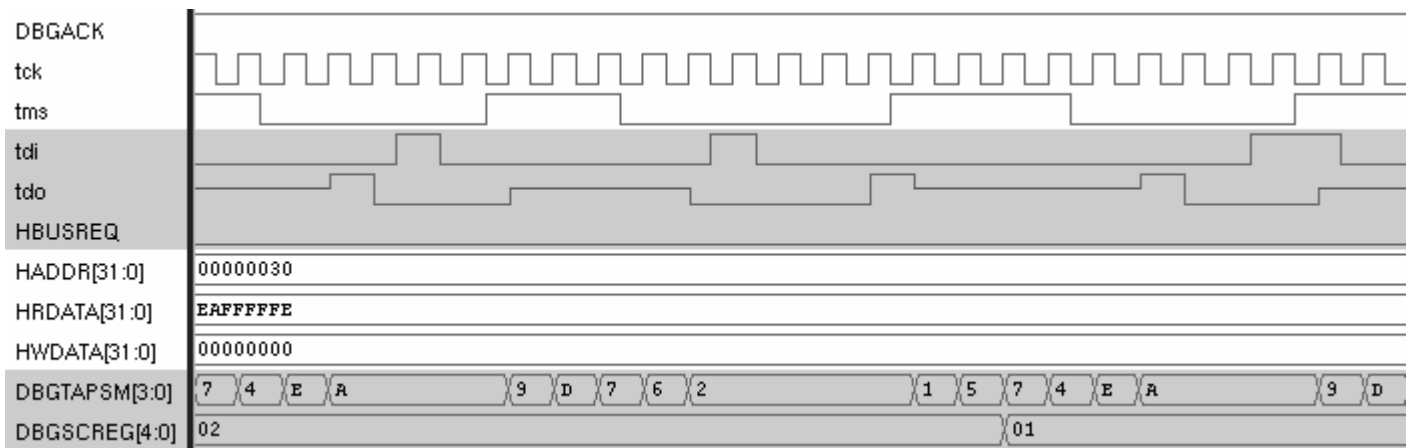 DBGACK
tck
tms
tdi
tdo
HBUSREQ
HADDR[31:0] 00000030
HRDATA[31:0] EAFFFFFE
HWDATA[31:0] 00000000
DBGTAPSM[3:0] 7 4 E A 9 D 7 6 2 1 5 7 4 E A 9 D
DBGSCREG[4:0] 02 01